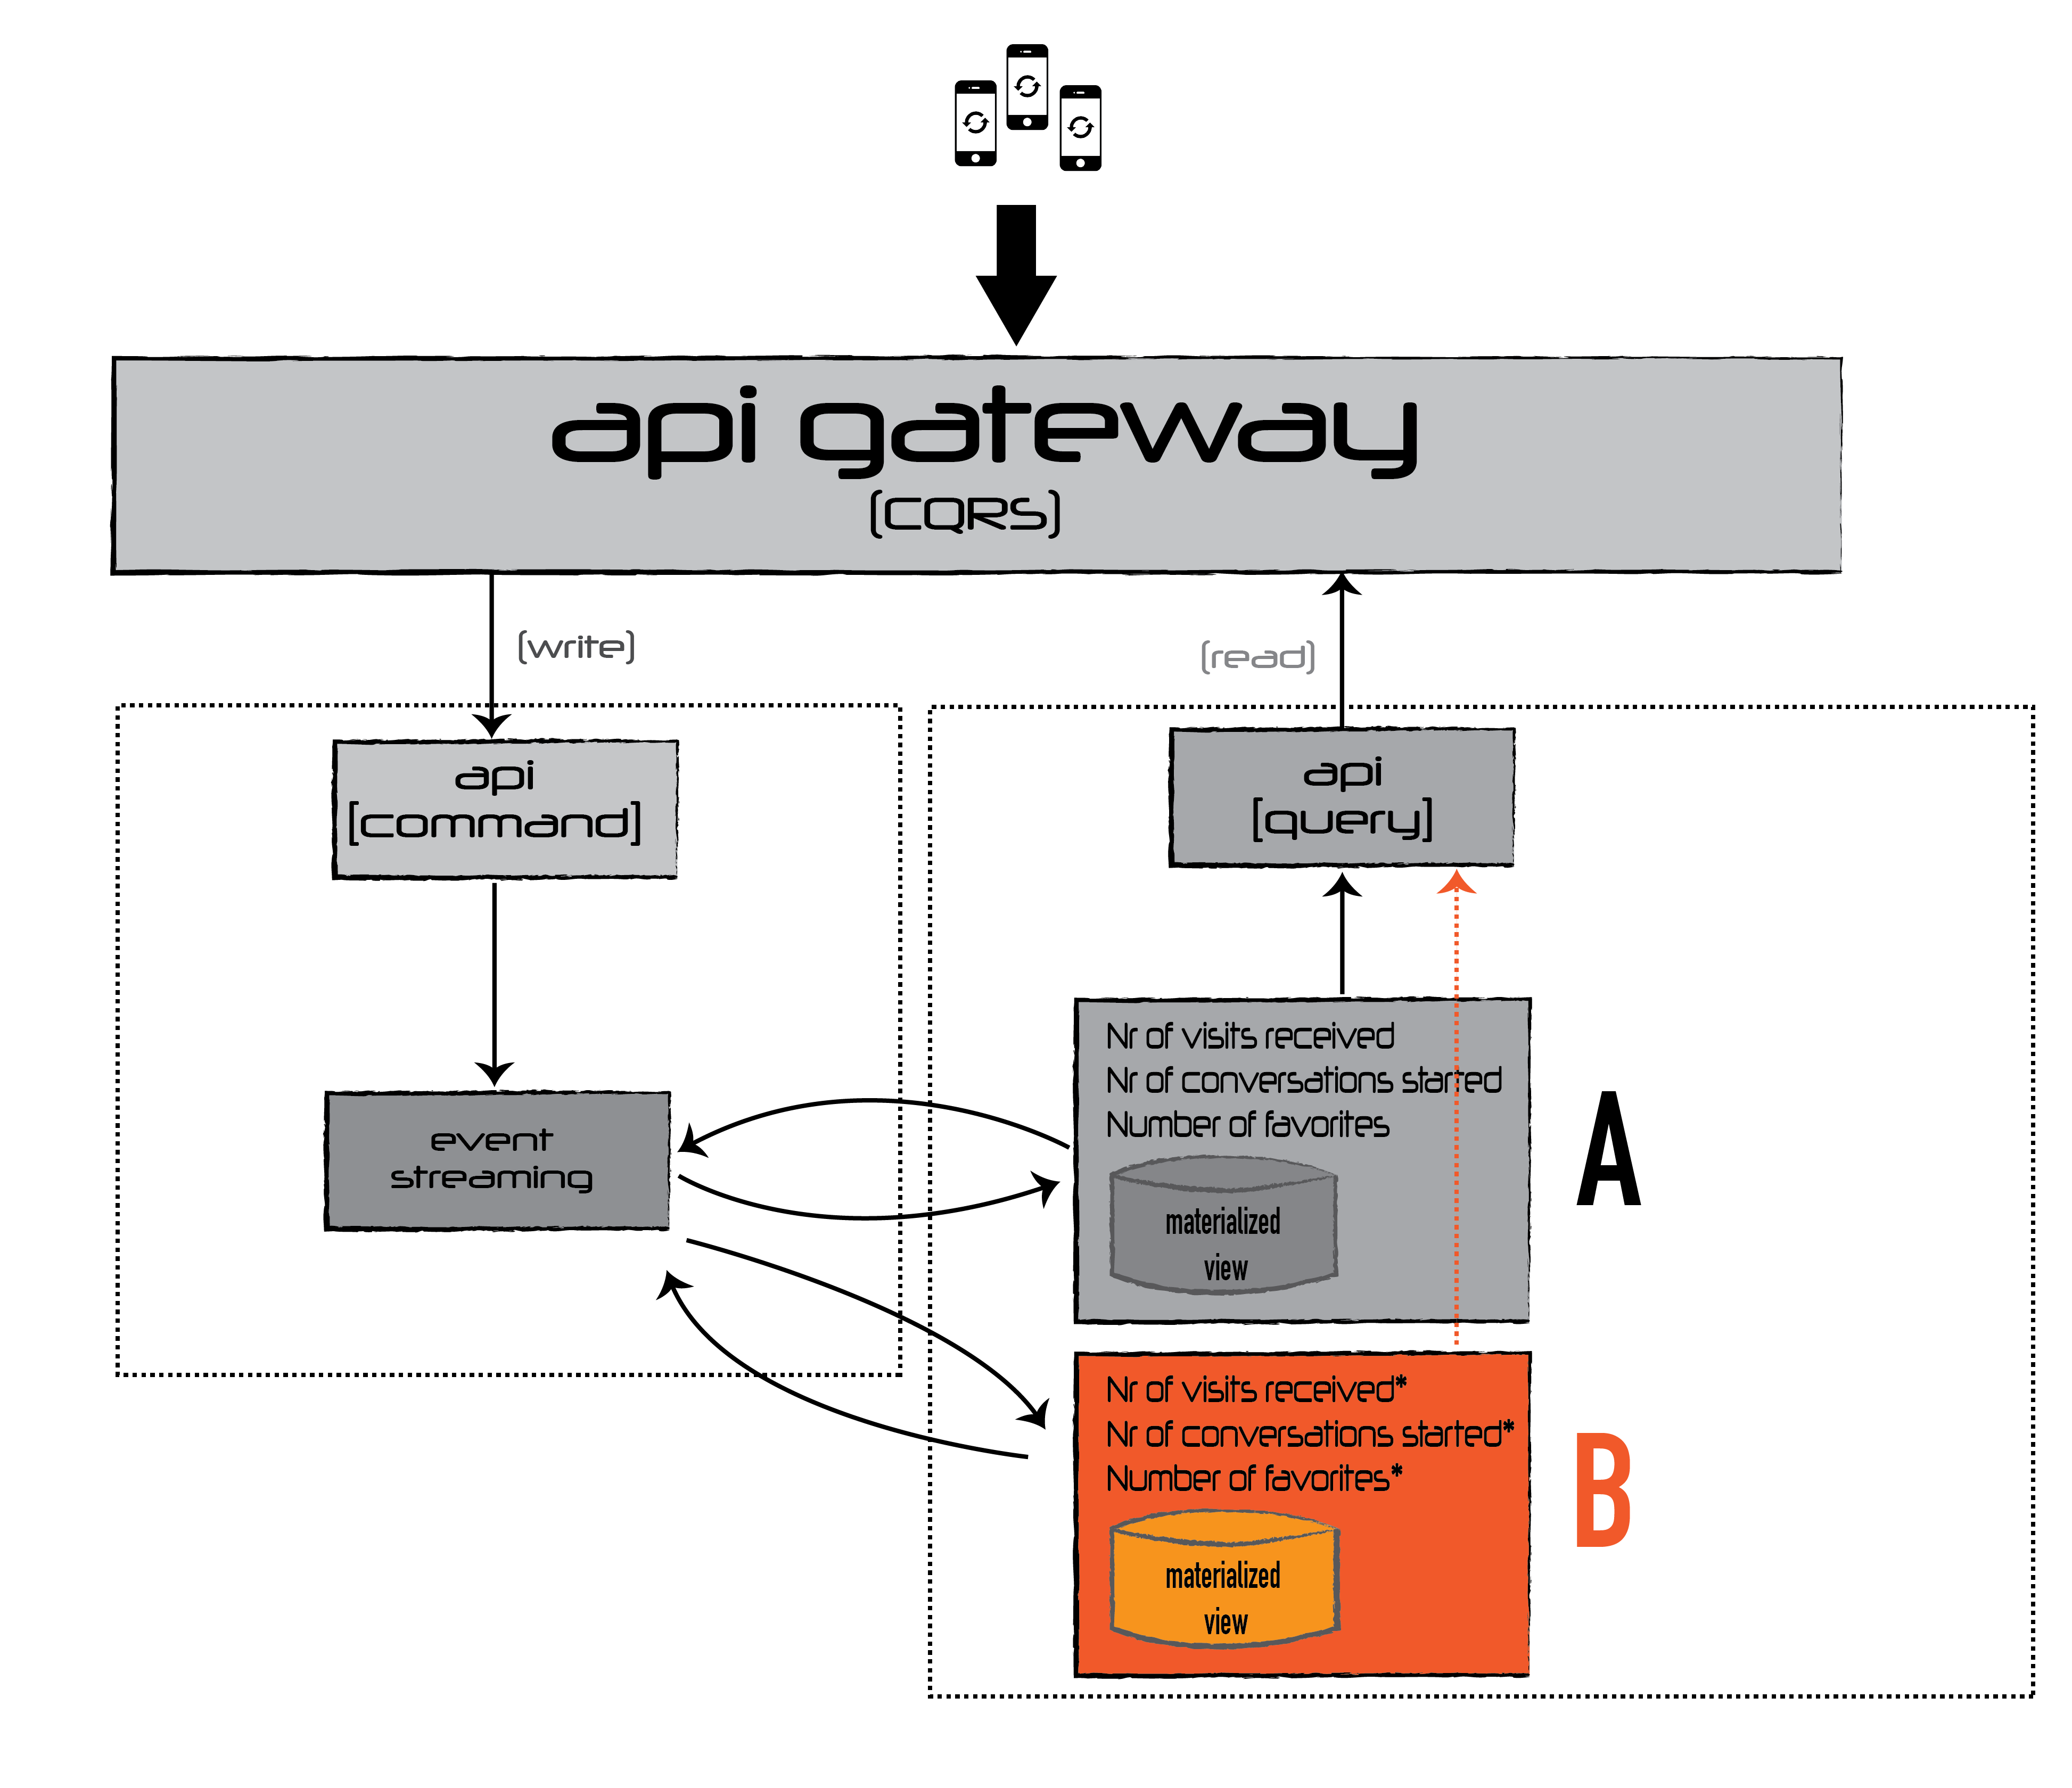 api gateway
(CQRS)
(write)
(read)
api
[command]
api
[query]
event
streaming
Nr of visits received
Nr of conversations started
Number of favorites
materialized
view
A
Nr of visits received*
Nr of conversations started*
Number of favorites*
materialized
view
B